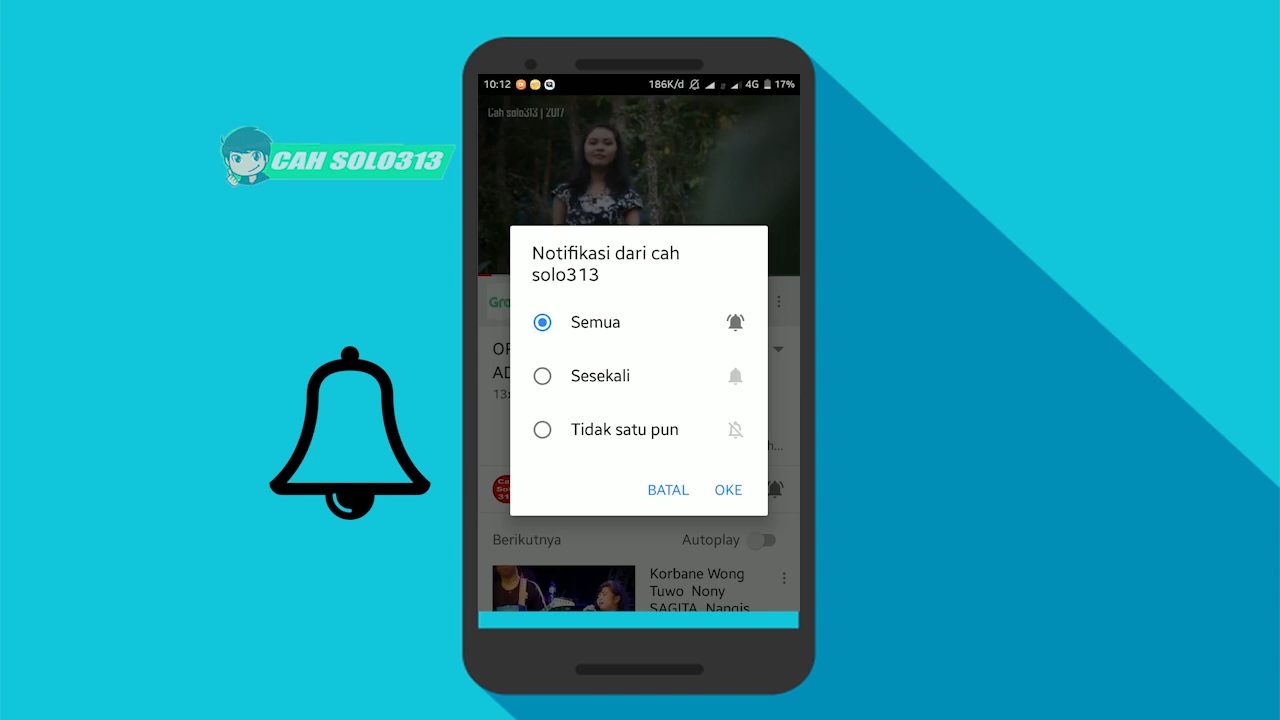 10:12 186K/d 4G 17%
Cah solo313 | 2017
CAH SOLO313
Notifikasi dari cah
solo313
Semua
Sesekali
Tidak satu pun
BATAL OKE
Berikutnya Autoplay
Korbane Wong
Tuwo Nony
SAGITA Nangis